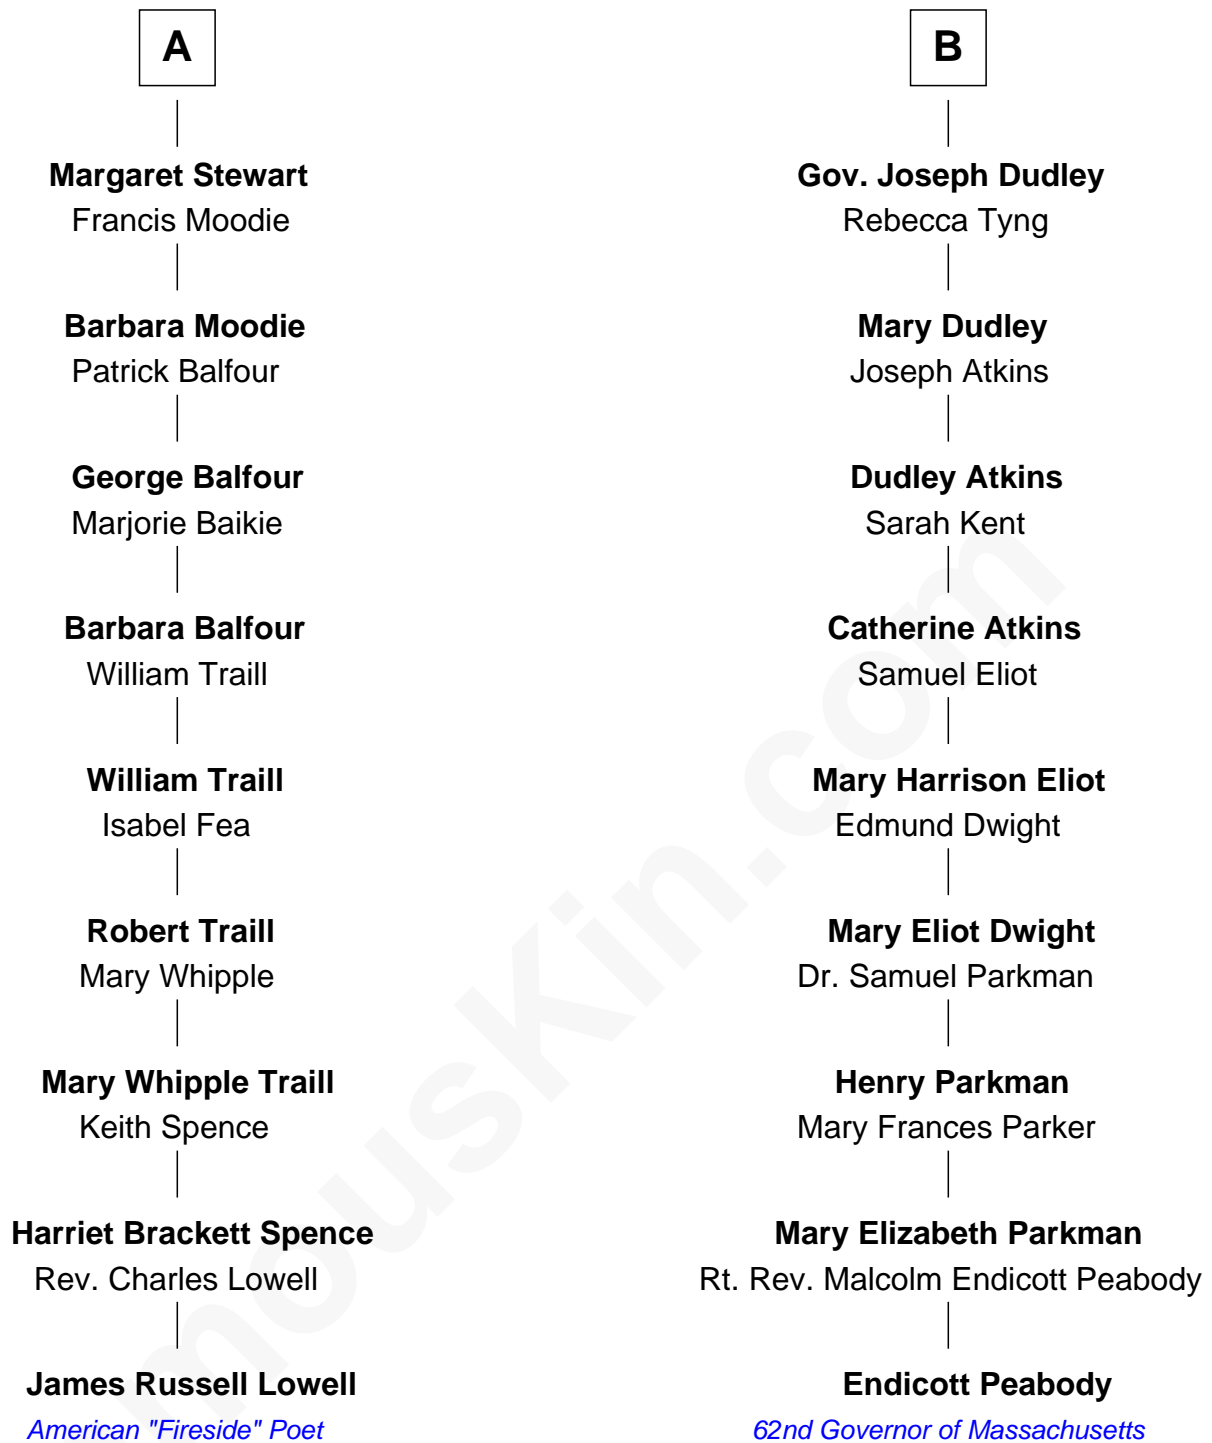 A
Margaret Stewart
Francis Moodie
Barbara Moodie
Patrick Balfour
George Balfour
Marjorie Baikie
Barbara Balfour
William Traill
William Traill
Isabel Fea
Robert Traill
Mary Whipple
Mary Whipple Traill
Keith Spence
Harriet Brackett Spence
Rev. Charles Lowell
James Russell Lowell
American "Fireside" Poet
B
Gov. Joseph Dudley
Rebecca Tyng
Mary Dudley
Joseph Atkins
Dudley Atkins
Sarah Kent
Catherine Atkins
Samuel Eliot
Mary Harrison Eliot
Edmund Dwight
Mary Eliot Dwight
Dr. Samuel Parkman
Henry Parkman
Mary Frances Parker
Mary Elizabeth Parkman
Rt. Rev. Malcolm Endicott Peabody
Endicott Peabody
62nd Governor of Massachusetts
mousKin.com